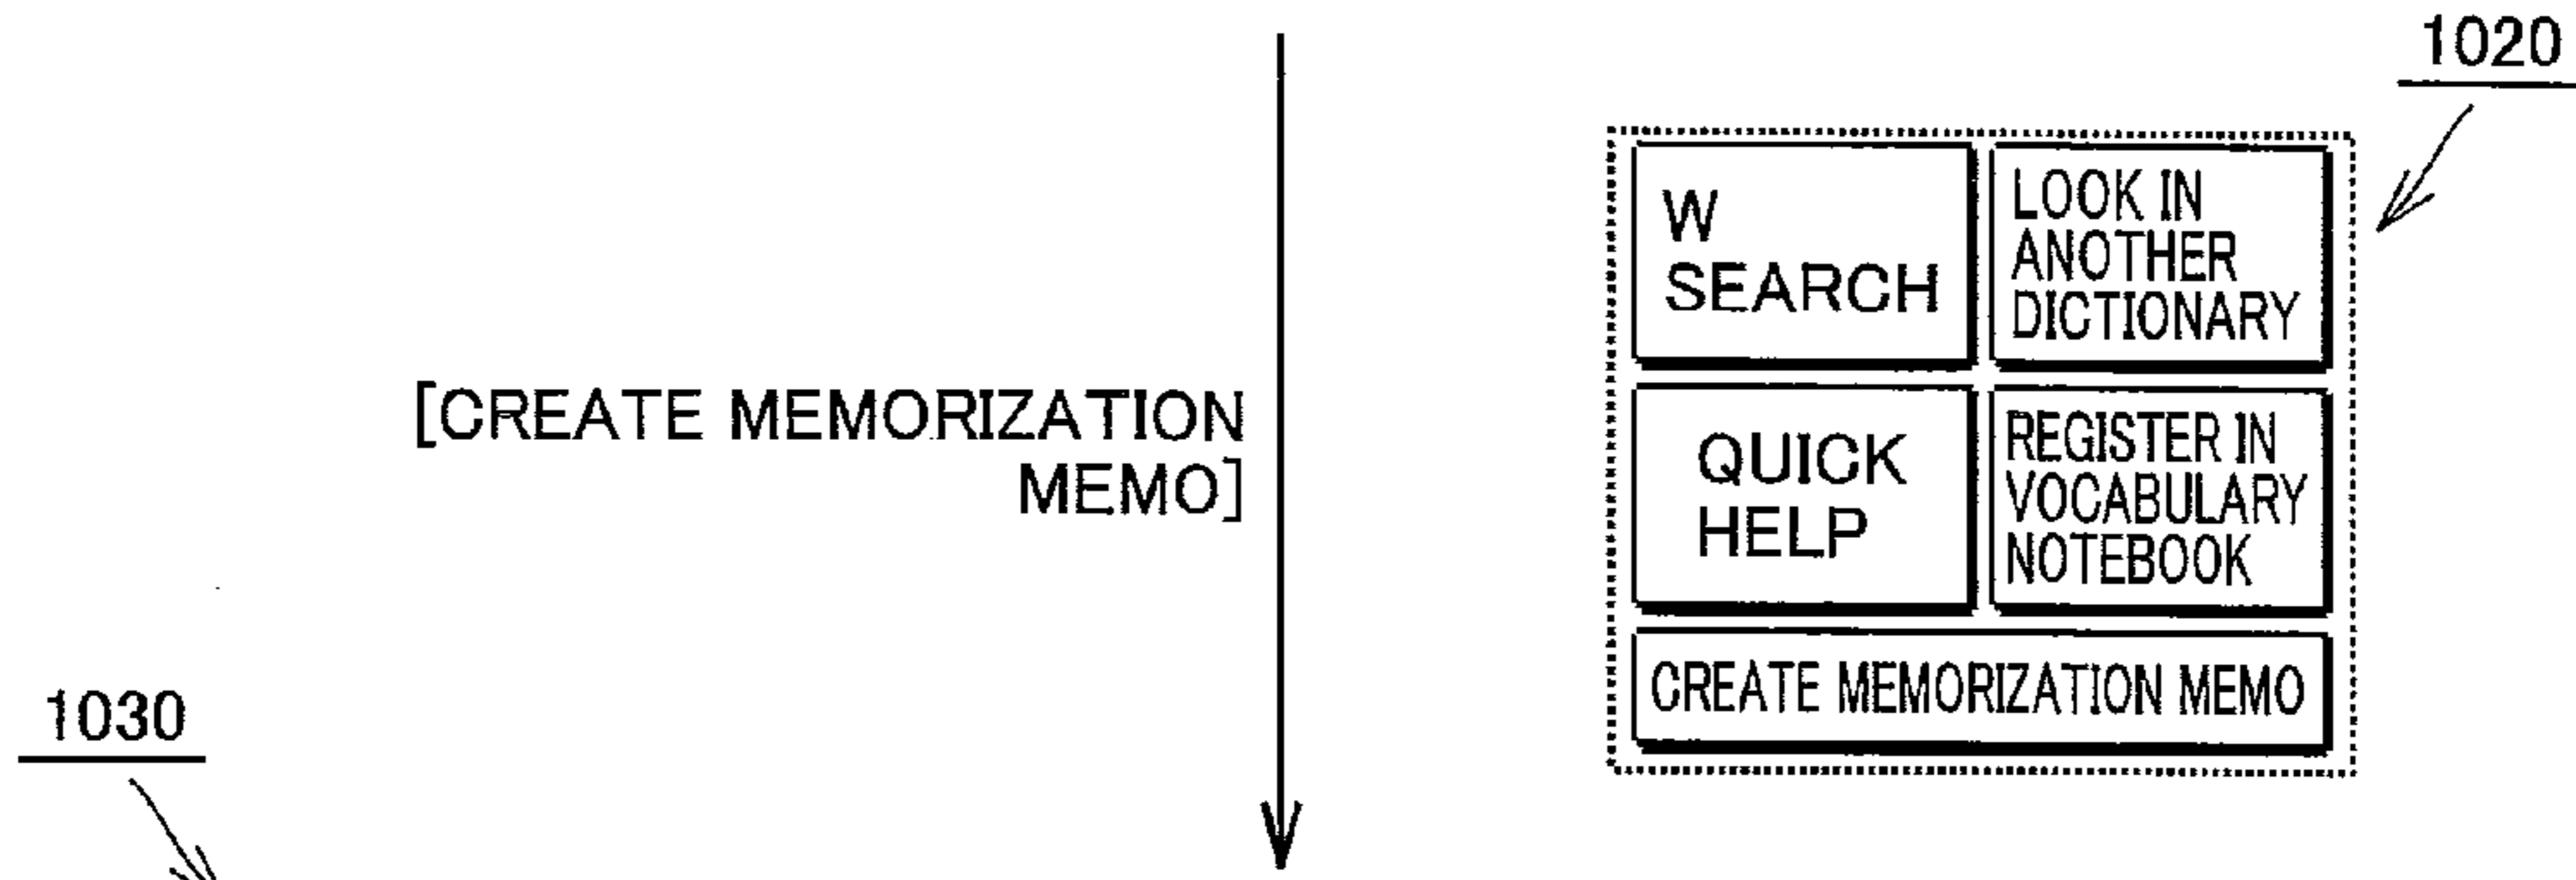 1020
W
SEARCH
LOOK IN
ANOTHER
DICTIONARY
[CREATE MEMORIZATION
MEMO]
QUICK
HELP
REGISTER IN
VOCABULARY
NOTEBOOK
CREATE MEMORIZATION MEMO
1030